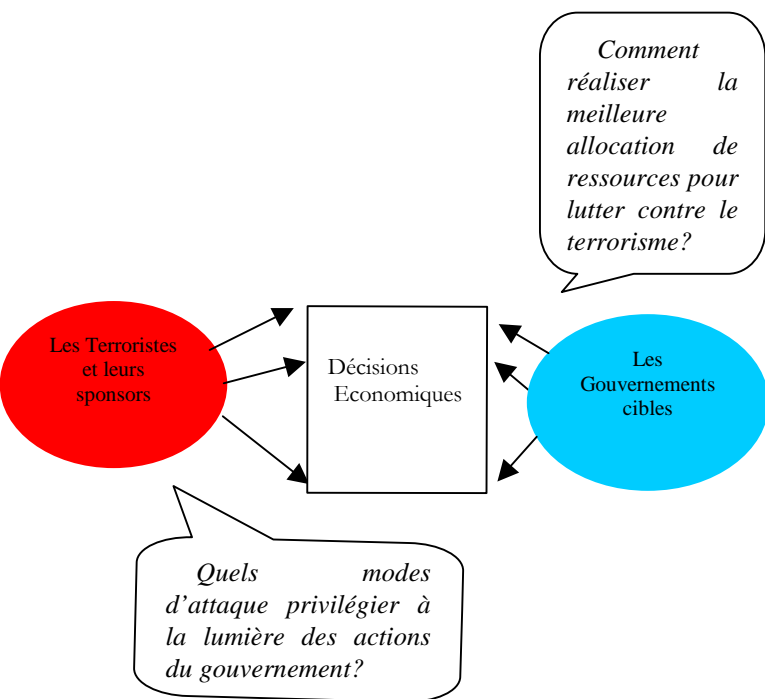 Comment
réaliser la
meilleure
allocation de
ressources pour
lutter contre le
terrorisme?
Les Terroristes
et leurs
sponsors
Décisions
Economiques
Les
Gouvernements
cibles
Quels modes
d'attaque privilégier à
la lumière des actions
du gouvernement?